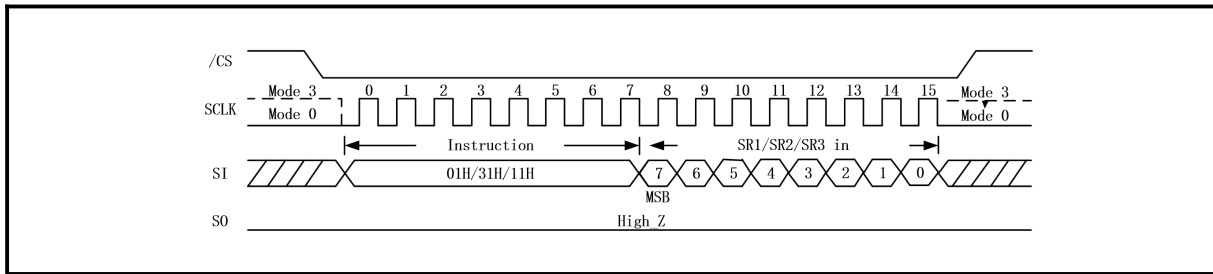 /CS
Mode 3 0 1 2 3 4 5 6 7 8 9 10 11 12 13 14 15 Mode 3
SCLK
Mode 0 Mode 0
Instruction SR1/SR2/SR3 in
SI 01H/31H/11H 7 6 5 4 3 2 1 0
MSB
SO High_Z